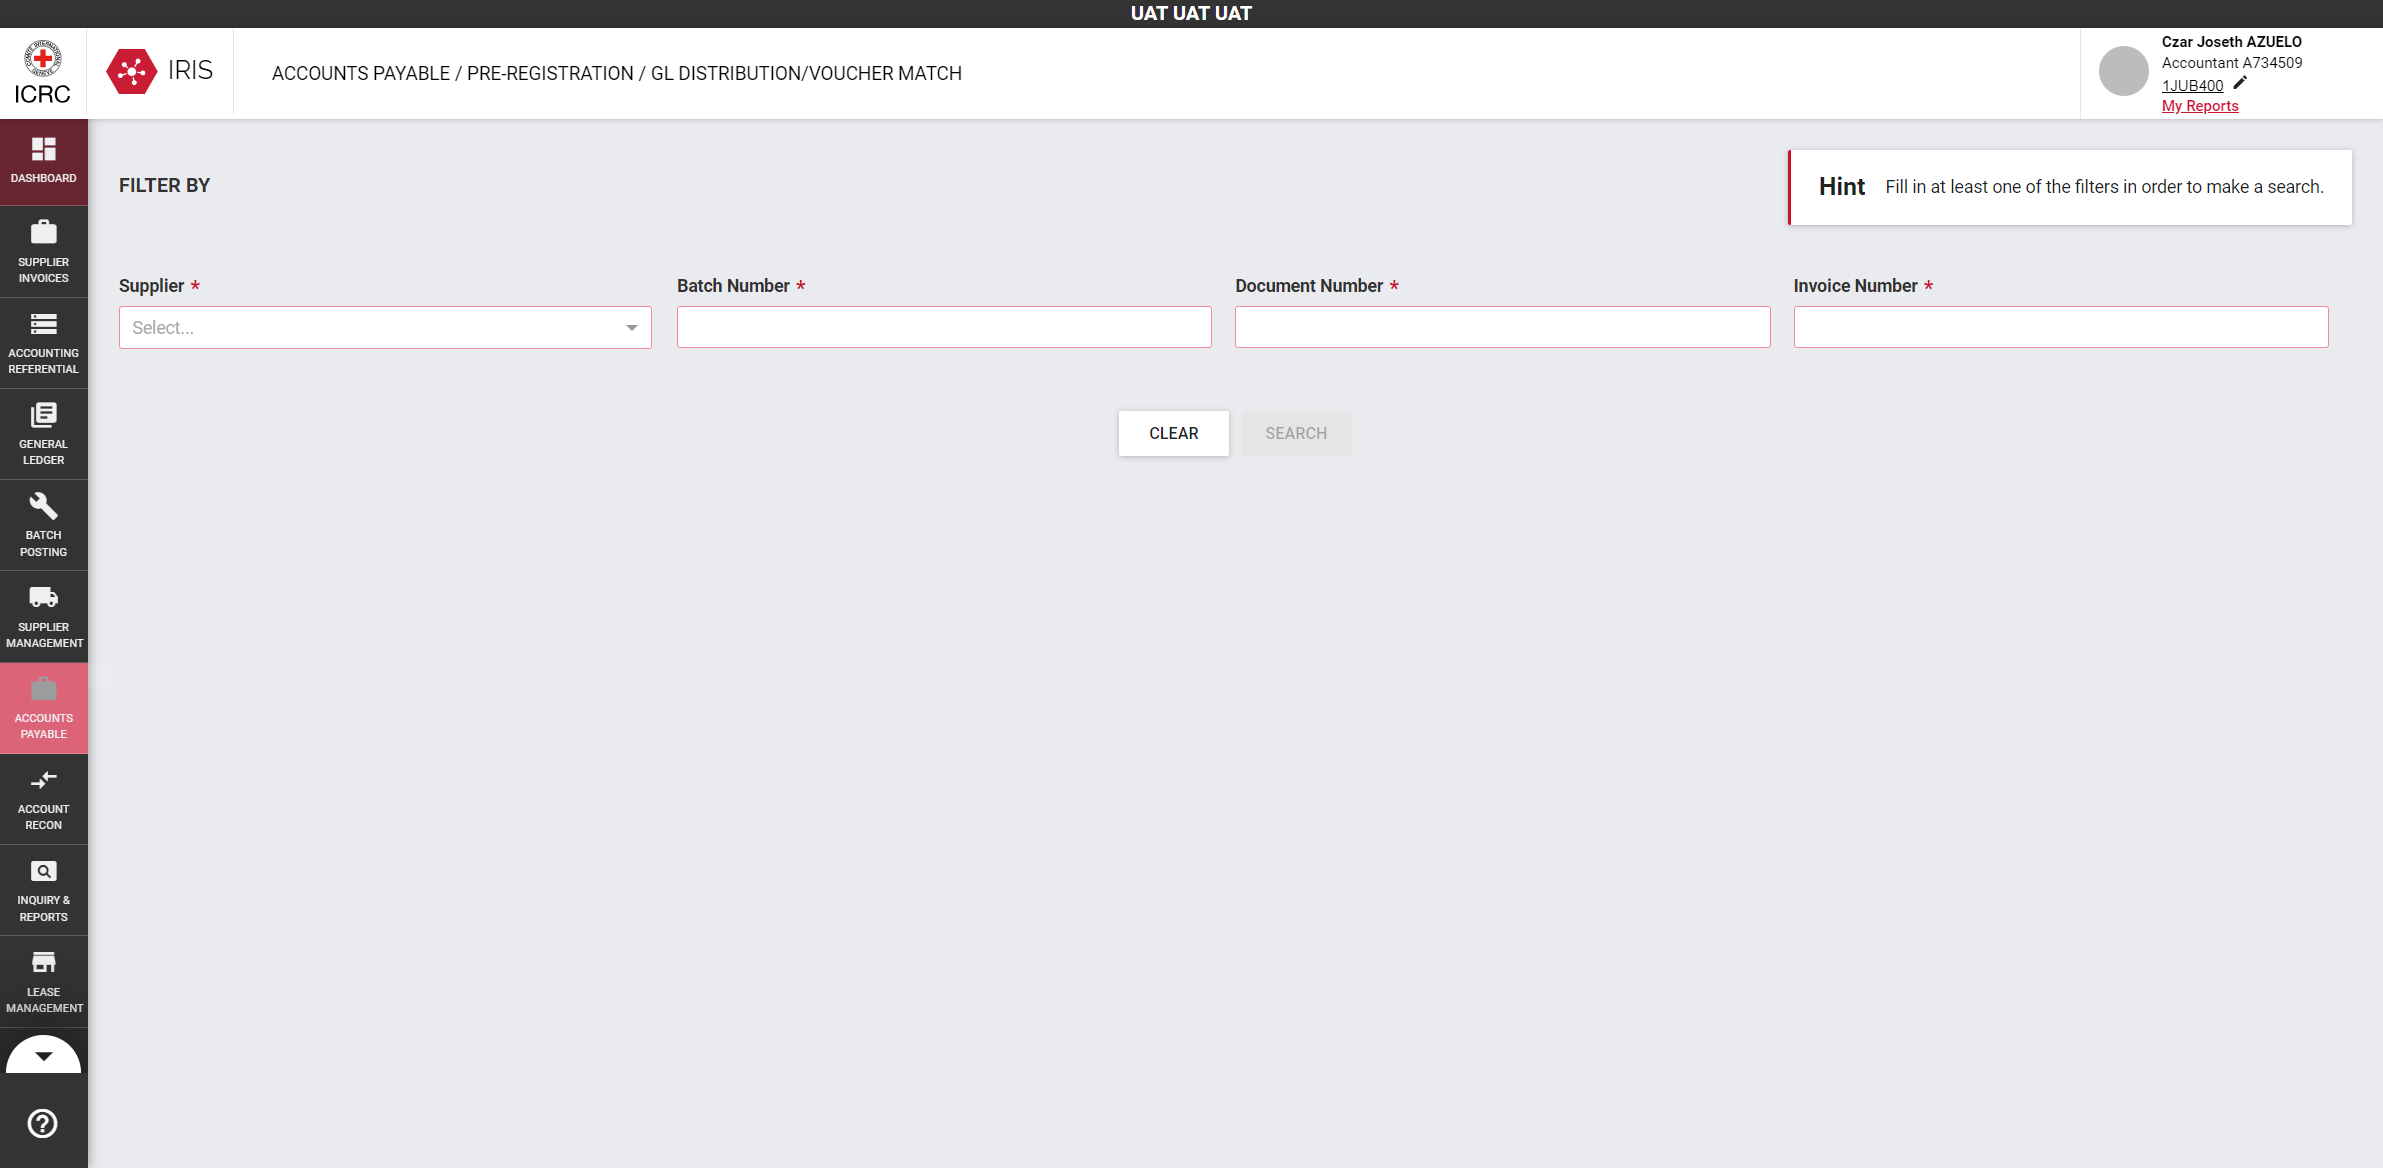 UAT UAT UAT
ICRC
IRIS
ACCOUNTS PAYABLE / PRE-REGISTRATION / GL DISTRIBUTION/VOUCHER MATCH
Czar Joseth AZUELO
Accountant A734509
1JUB400
My Reports
DASHBOARD
SUPPLIER
INVOICES
ACCOUNTING
REFERENTIAL
GENERAL
LEDGER
BATCH
POSTING
SUPPLIER
MANAGEMENT
ACCOUNTS
PAYABLE
ACCOUNT
RECON
INQUIRY &
REPORTS
LEASE
MANAGEMENT
FILTER BY
Hint Fill in at least one of the filters in order to make a search.
Supplier *
Select...
Batch Number *
Document Number *
Invoice Number *
CLEAR
SEARCH